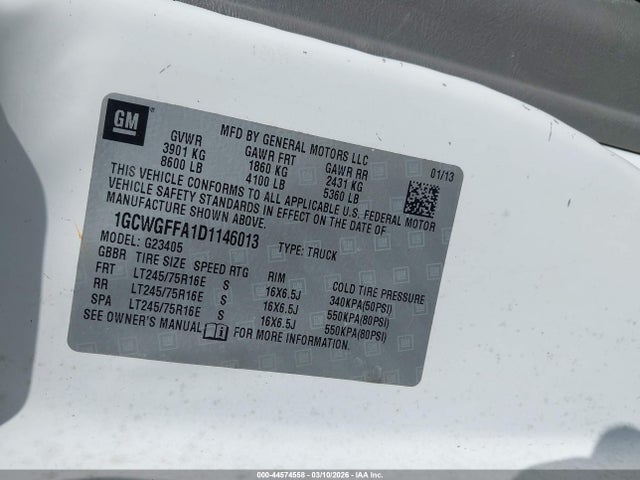 GM
MFD BY GENERAL MOTORS LLC 01/13
GVWR GAWR FRT GAWR RR
3901 KG 1860 KG 2431 KG
8600 LB 4100 LB 5360 LB
THIS VEHICLE CONFORMS TO ALL APPLICABLE U.S. FEDERAL MOTOR
VEHICLE SAFETY STANDARDS IN EFFECT ON THE DATE OF
MANUFACTURE SHOWN ABOVE.
1GCWGFFA1D1146013 TYPE: TRUCK
MODEL: G23405
GBBR TIRE SIZE SPEED RTG RIM COLD TIRE PRESSURE
FRT LT245/75R16E S 16X6.5J 340KPA(50PSI)
RR LT245/75R16E S 16X6.5J 550KPA(80PSI)
SPA LT245/75R16E S 16X6.5J 550KPA(80PSI)
SEE OWNER'S MANUAL FOR MORE INFORMATION.
000-44574558 - 03/10/2026 - IAA Inc.